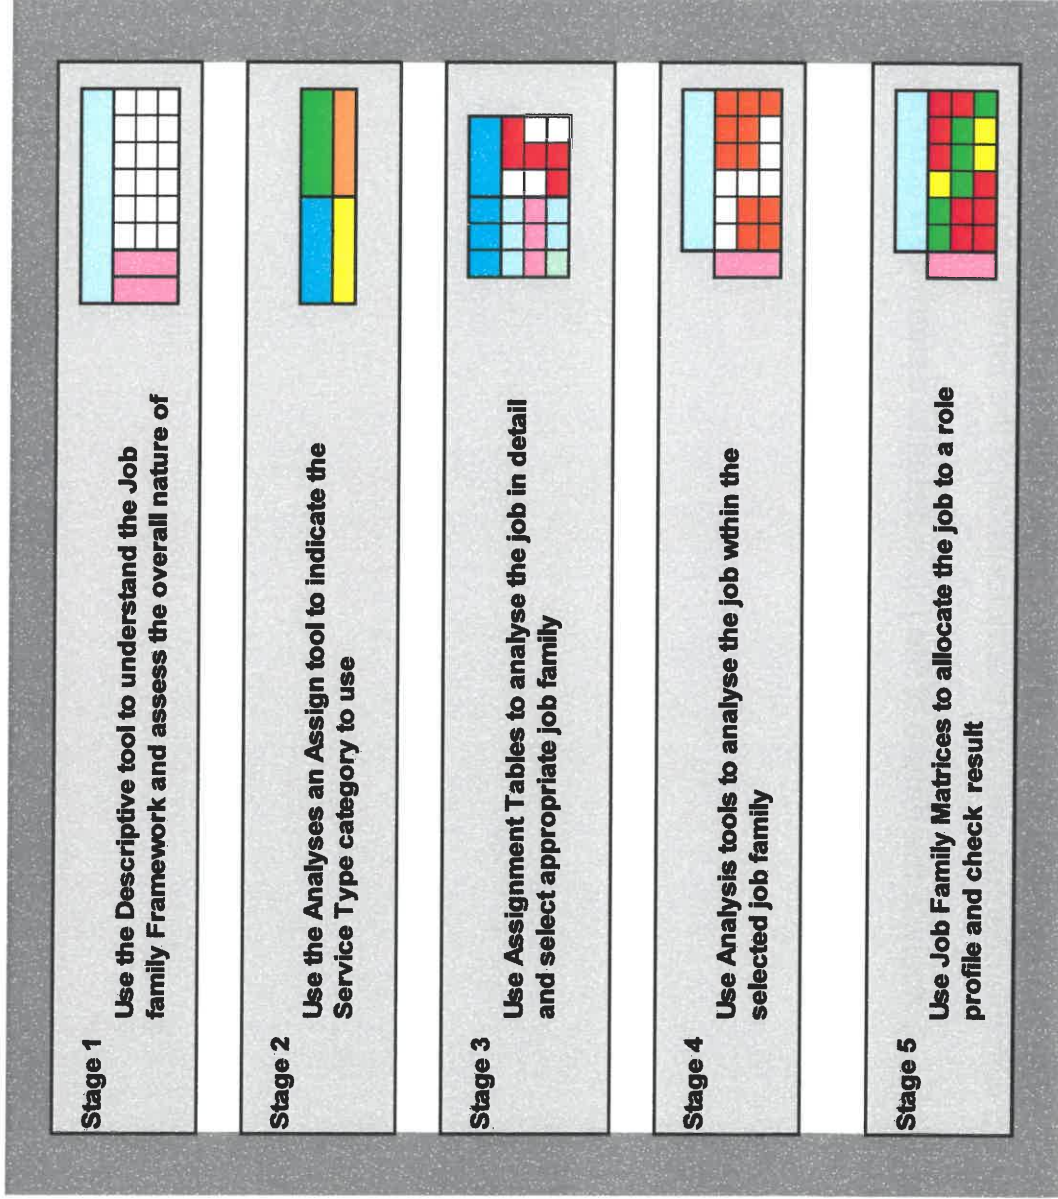 Stage 1
Use the Descriptive tool to understand the Job
family Framework and assess the overall nature of
Stage 2
Use the Analyses an Assign tool to indicate the
Service Type category to use
Stage 3
Use Assignment Tables to analyse the job in detail
and select appropriate job family
Stage 4
Use Analysis tools to analyse the job wthin the
selected job family
Stage 5
Use Job Family Matrices to allocate the job to a role
profile and check result